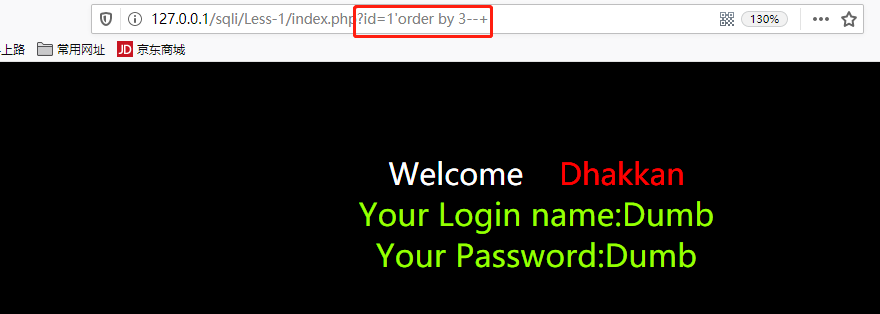 127.0.0.1/sqli/Less-1/index.php?id=1'order by 3--+ 130%
上路 常用网址 JD 京东商城
Welcome Dhakkan
Your Login name:Dumb
Your Password:Dumb